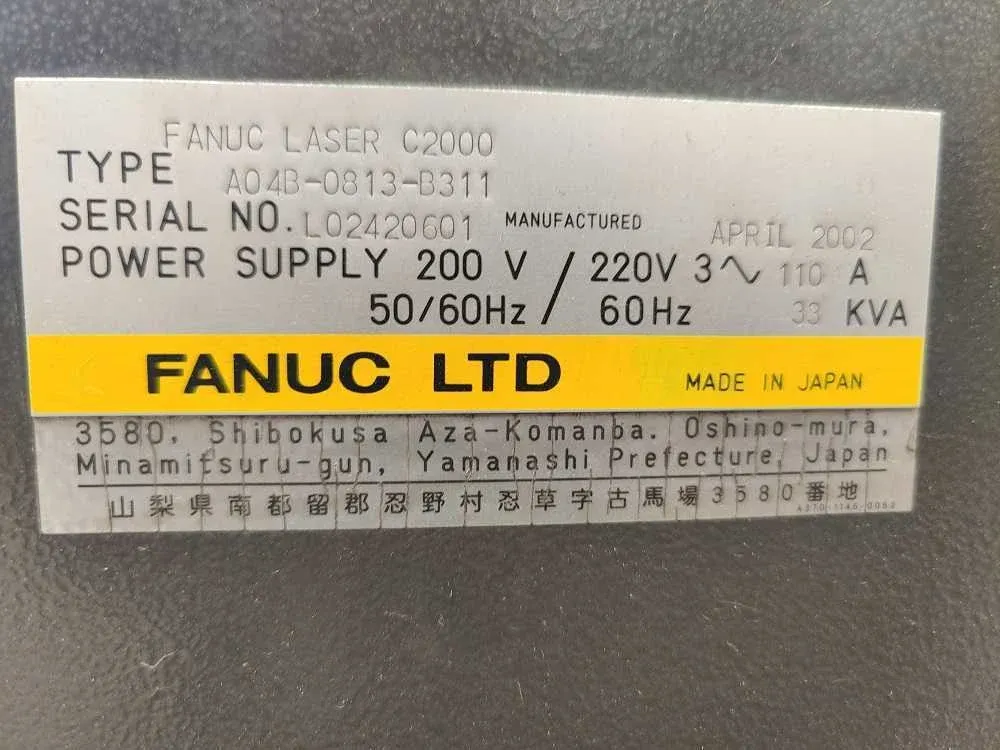 FANUC LASER C2000
TYPE A04B-0813-B311
SERIAL NO. L02420601 MANUFACTURED APRIL 2002
POWER SUPPLY 200 V / 220V 3~ 110 A
50/60Hz / 60Hz 33 KVA
FANUC LTD MADE IN JAPAN
3580, Shibokusa Aza-Komanba. Oshino-mura,
Minamitsuru-gun, Yamanashi Prefecture, Japan
山梨県南都留郡忍野村忍草字古馬場3580番地